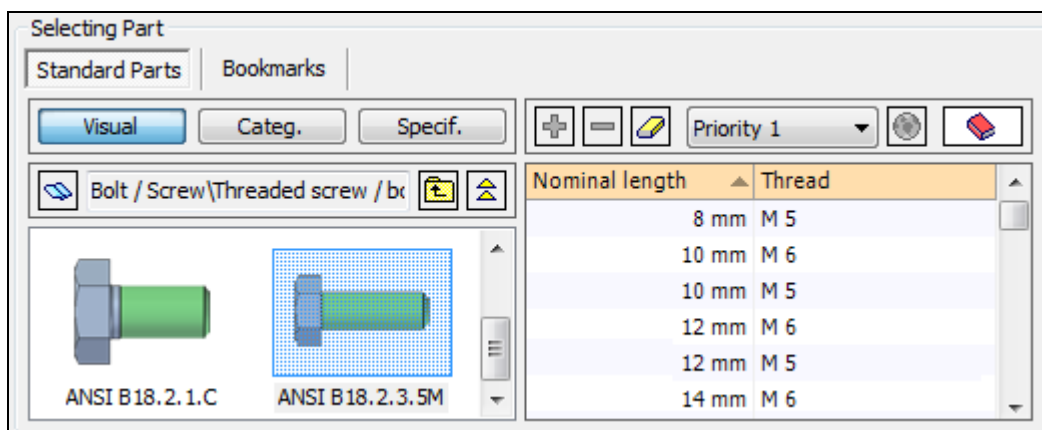 Selecting Part
Standard Parts Bookmarks
Visual Categ. Specif. Priority 1
Bolt / Screw\Threaded screw / bo
Nominal length Thread
8 mm M 5
10 mm M 6
10 mm M 5
12 mm M 6
12 mm M 5
14 mm M 6
ANSI B18.2.1.C ANSI B18.2.3.5M